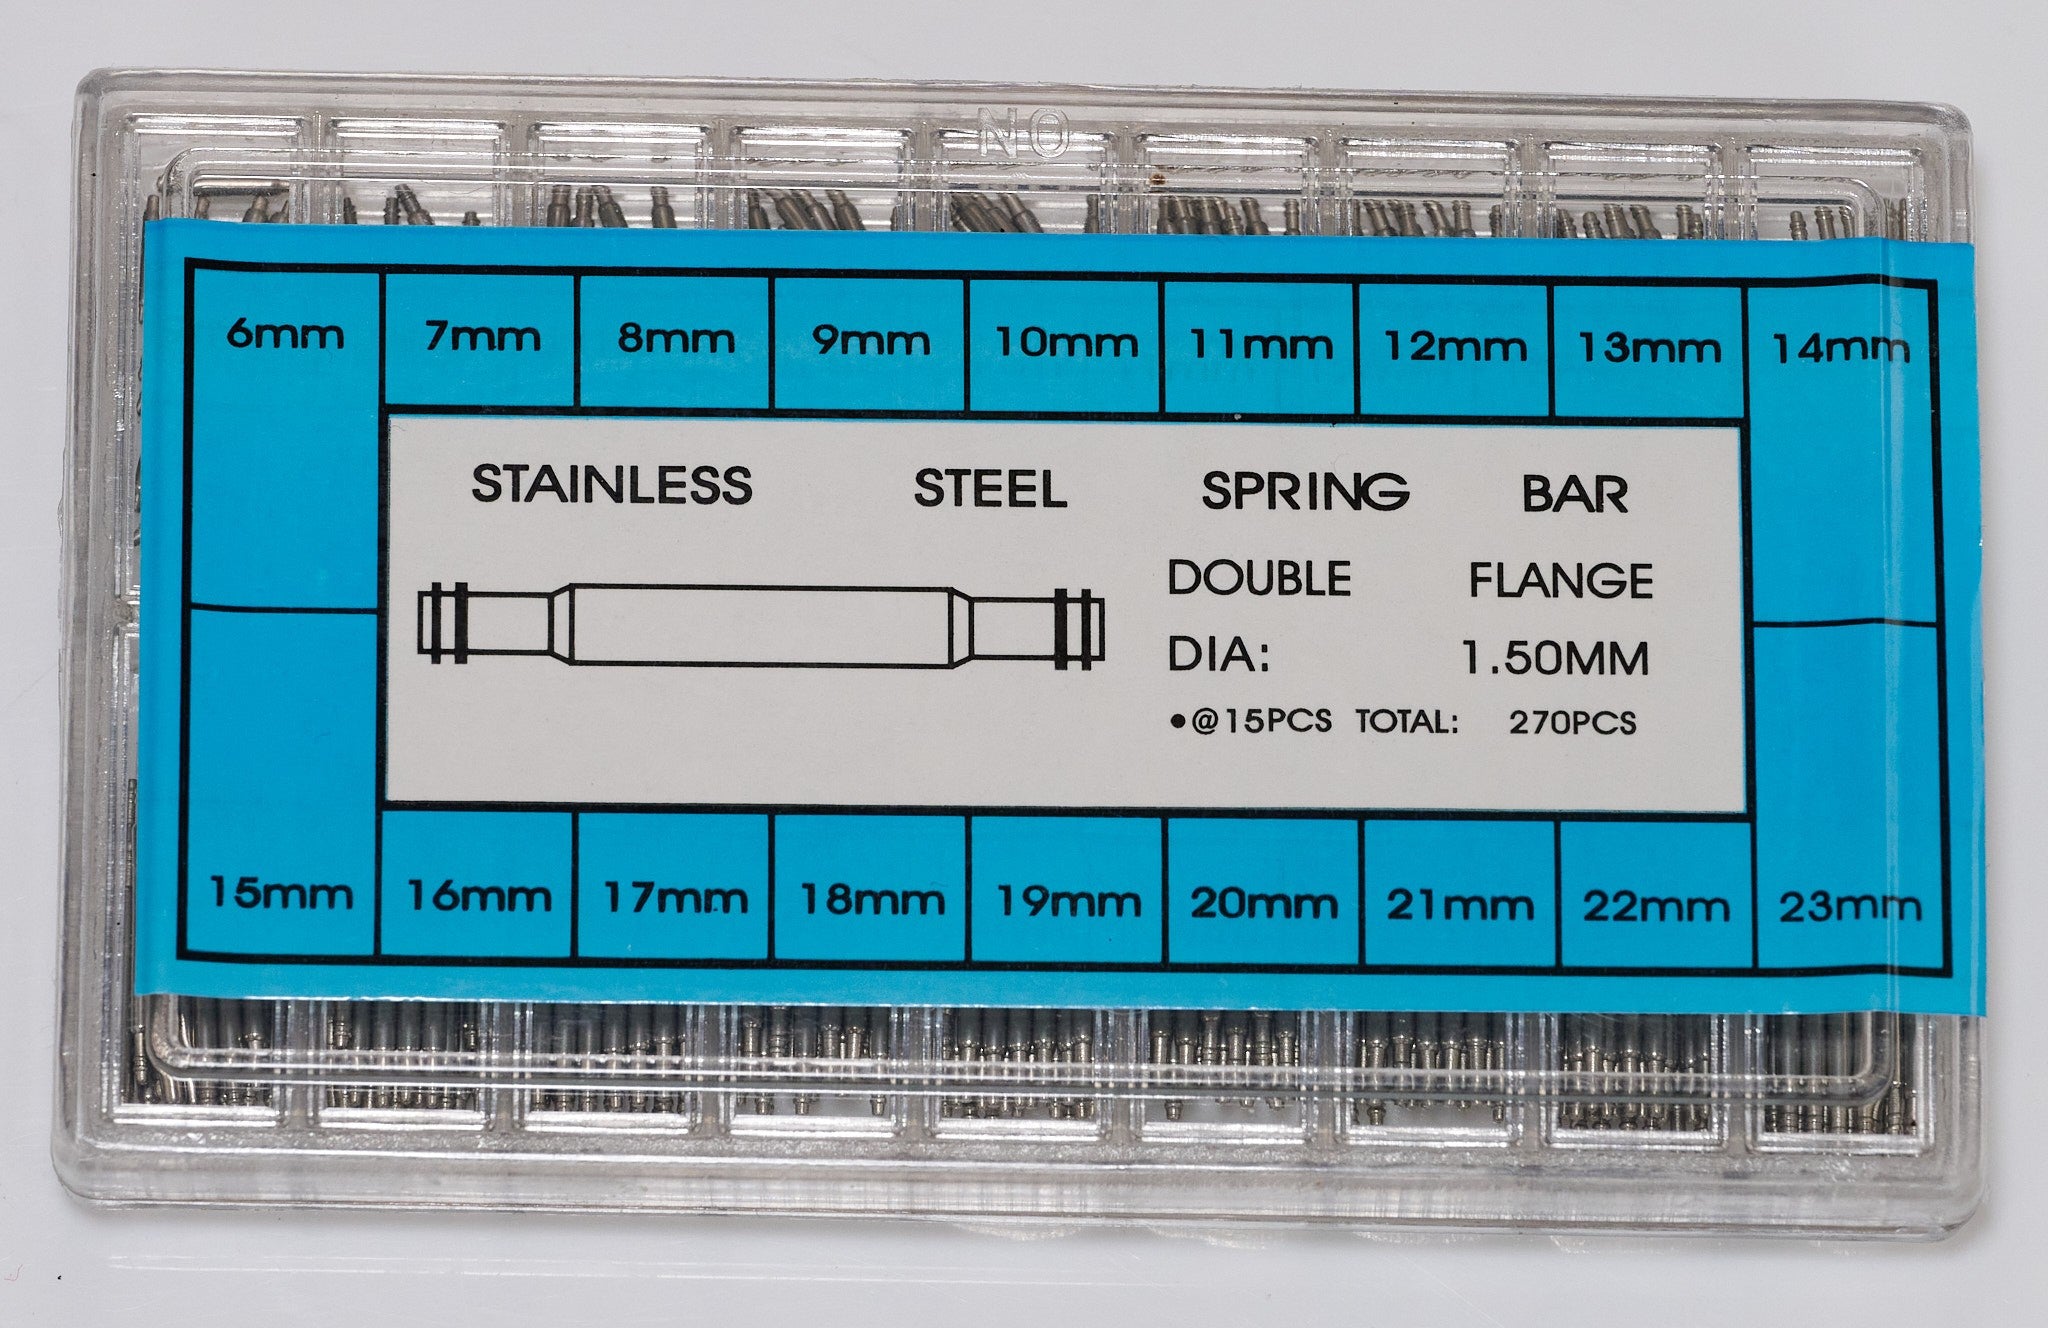 NO
6mm 7mm 8mm 9mm 10mm 11mm 12mm 13mm 14mm
STAINLESS STEEL SPRING BAR
DOUBLE FLANGE
DIA: 1.50MM
•@15PCS TOTAL: 270PCS
15mm 16mm 17mm 18mm 19mm 20mm 21mm 22mm 23mm